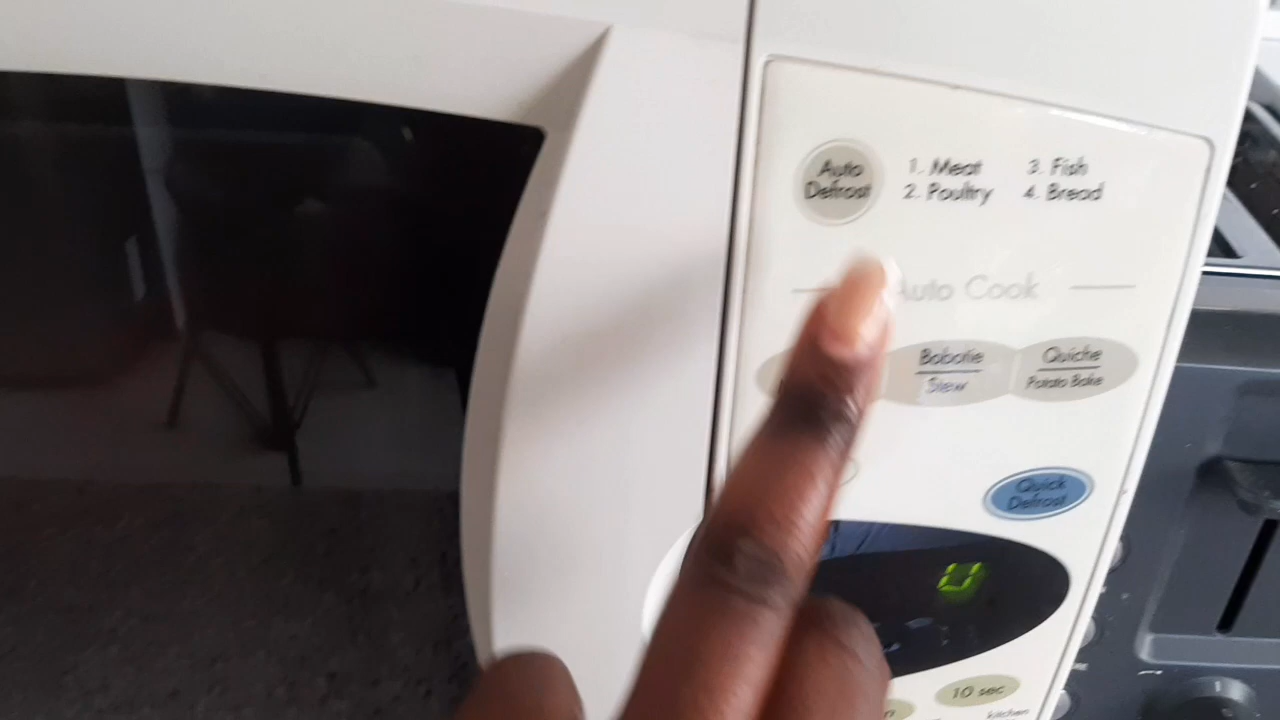 Auto
Defrost
1. Meat
2. Poultry
3. Fish
4. Bread
Auto Cook
Bobotie
Stew
Quiche
Potato Bake
Quick
Defrost
10 sec
kitchen